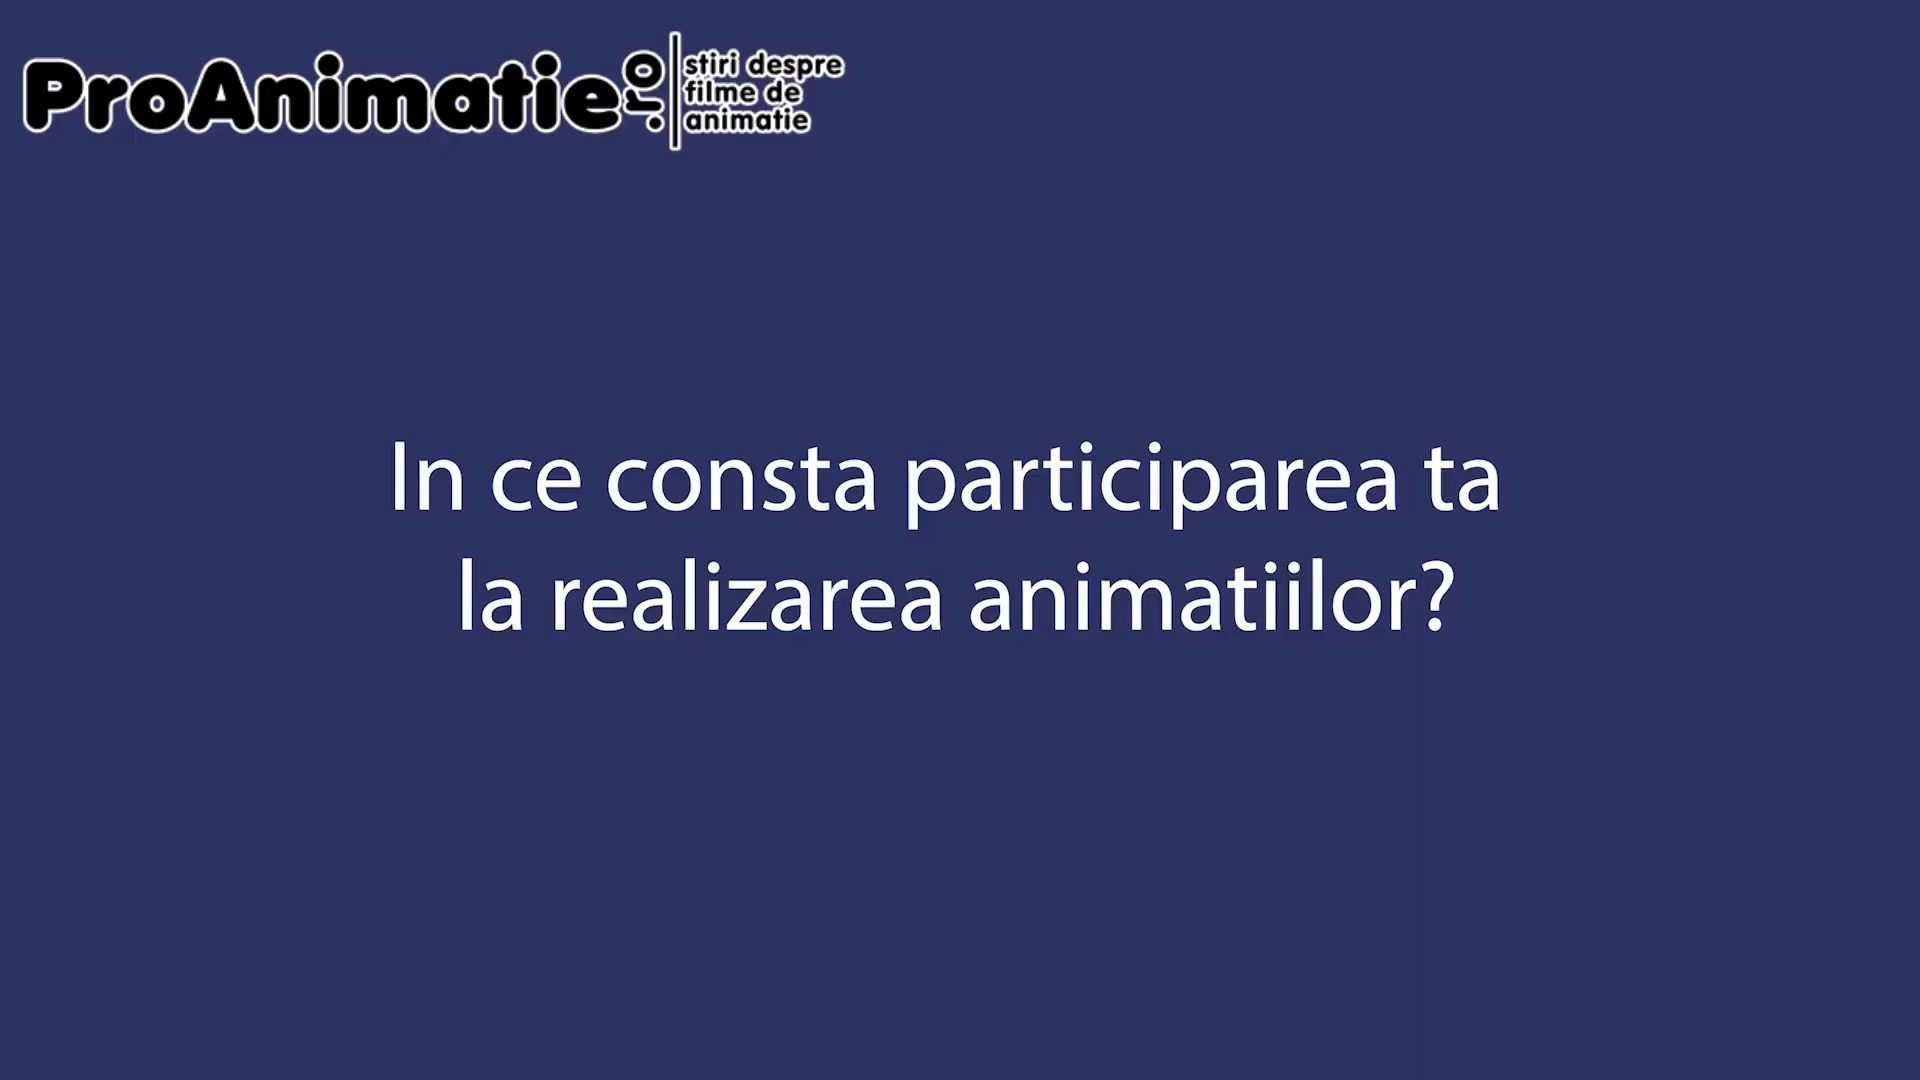 ProAnimatie.ro
stiri despre
filme de
animatie
In ce consta participarea ta
la realizarea animatiilor?